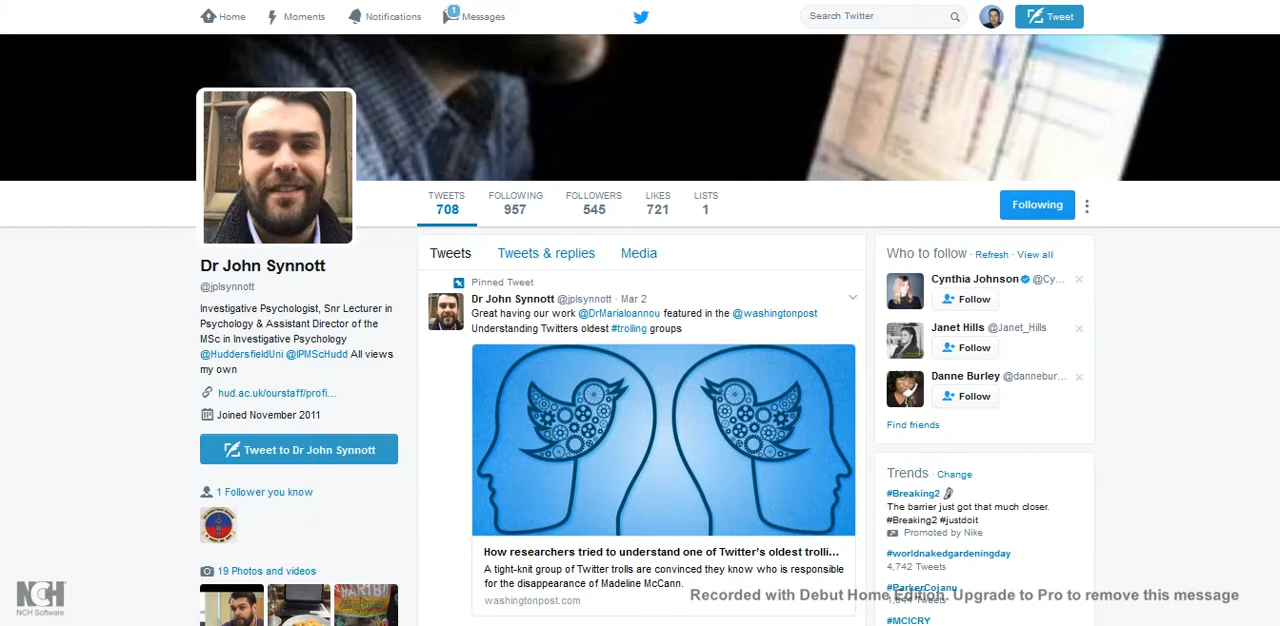 Home
Moments
Notifications
1
Messages
Search Twitter
Tweet
TWEETS
708
FOLLOWING
957
FOLLOWERS
545
LIKES
721
LISTS
1
Following
Dr John Synnott
@jplsynnott
Investigative Psychologist, Snr Lecturer in
Psychology & Assistant Director of the
MSc in Investigative Psychology
@HuddersfieldUni @IPMScHudd All views
my own
hud.ac.uk/ourstaff/profi...
Joined November 2011
Tweet to Dr John Synnott
1 Follower you know
19 Photos and videos
Tweets
Tweets & replies
Media
Pinned Tweet
Dr John Synnott @jplsynnott · Mar 2
Great having our work @DrMariaIoannou featured in the @washingtonpost
Understanding Twitters oldest #trolling groups
How researchers tried to understand one of Twitter's oldest trolli...
A tight-knit group of Twitter trolls are convinced they know who is responsible
for the disappearance of Madeline McCann.
washingtonpost.com
Who to follow · Refresh · View all
Cynthia Johnson @Cy...
Follow
Janet Hills @Janet_Hills
Follow
Danne Burley @dannebur...
Follow
Find friends
Trends · Change
#Breaking2
The barrier just got that much closer.
#Breaking2 #justdoit
Promoted by Nike
#worldnakedgardeningday
4,742 Tweets
#ParkerCojanu
Tweets
#MCICRY
NCH
NCH Software
Recorded with Debut Home Edition. Upgrade to Pro to remove this message